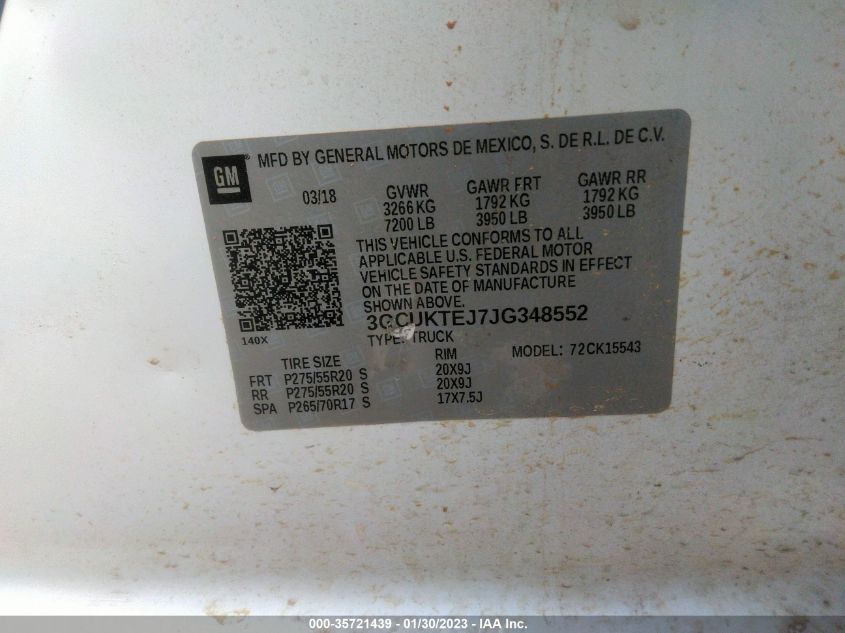 GM ® MFD BY GENERAL MOTORS DE MEXICO, S. DE R.L. DE C.V.
03/18 GVWR GAWR FRT GAWR RR
3266 KG 1792 KG 1792 KG
7200 LB 3950 LB 3950 LB
THIS VEHICLE CONFORMS TO ALL
APPLICABLE U.S. FEDERAL MOTOR
VEHICLE SAFETY STANDARDS IN EFFECT
ON THE DATE OF MANUFACTURE
SHOWN ABOVE.
140X
3GCUKTEJ7JG348552
TYPE: TRUCK MODEL: 72CK15543
TIRE SIZE RIM
FRT P275/55R20 S 20X9J
RR P275/55R20 S 20X9J
SPA P265/70R17 S 17X7.5J
000-35721439 - 01/30/2023 - IAA Inc.